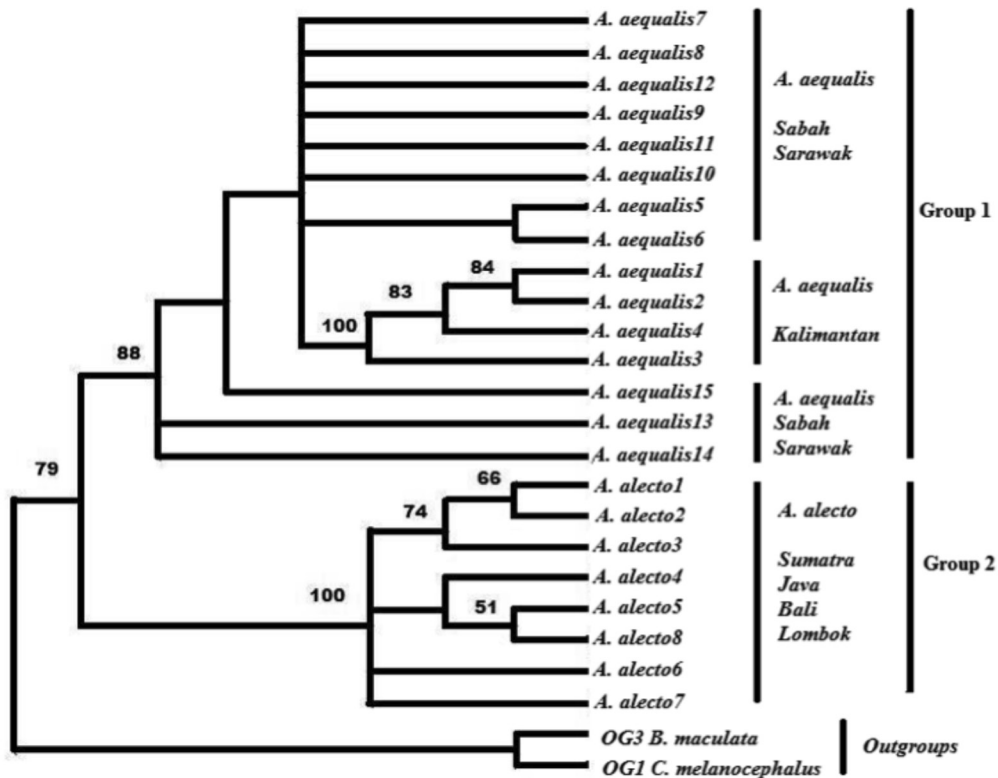 A. aequalis7
A. aequalis8
A. aequalis12
A. aequalis9
A. aequalis11
A. aequalis10
A. aequalis5
A. aequalis6
A. aequalis1
A. aequalis2
A. aequalis4
A. aequalis3
A. aequalis15
A. aequalis13
A. aequalis14
A. alecto1
A. alecto2
A. alecto3
A. alecto4
A. alecto5
A. alecto8
A. alecto6
A. alecto7
OG3 B. maculata
OG1 C. melanocephalus
84
83
100
88
79
66
74
100
51
A. aequalis
Sabah
Sarawak
A. aequalis
Kalimantan
A. aequalis
Sabah
Sarawak
A. alecto
Sumatra
Java
Bali
Lombok
Group 1
Group 2
Outgroups